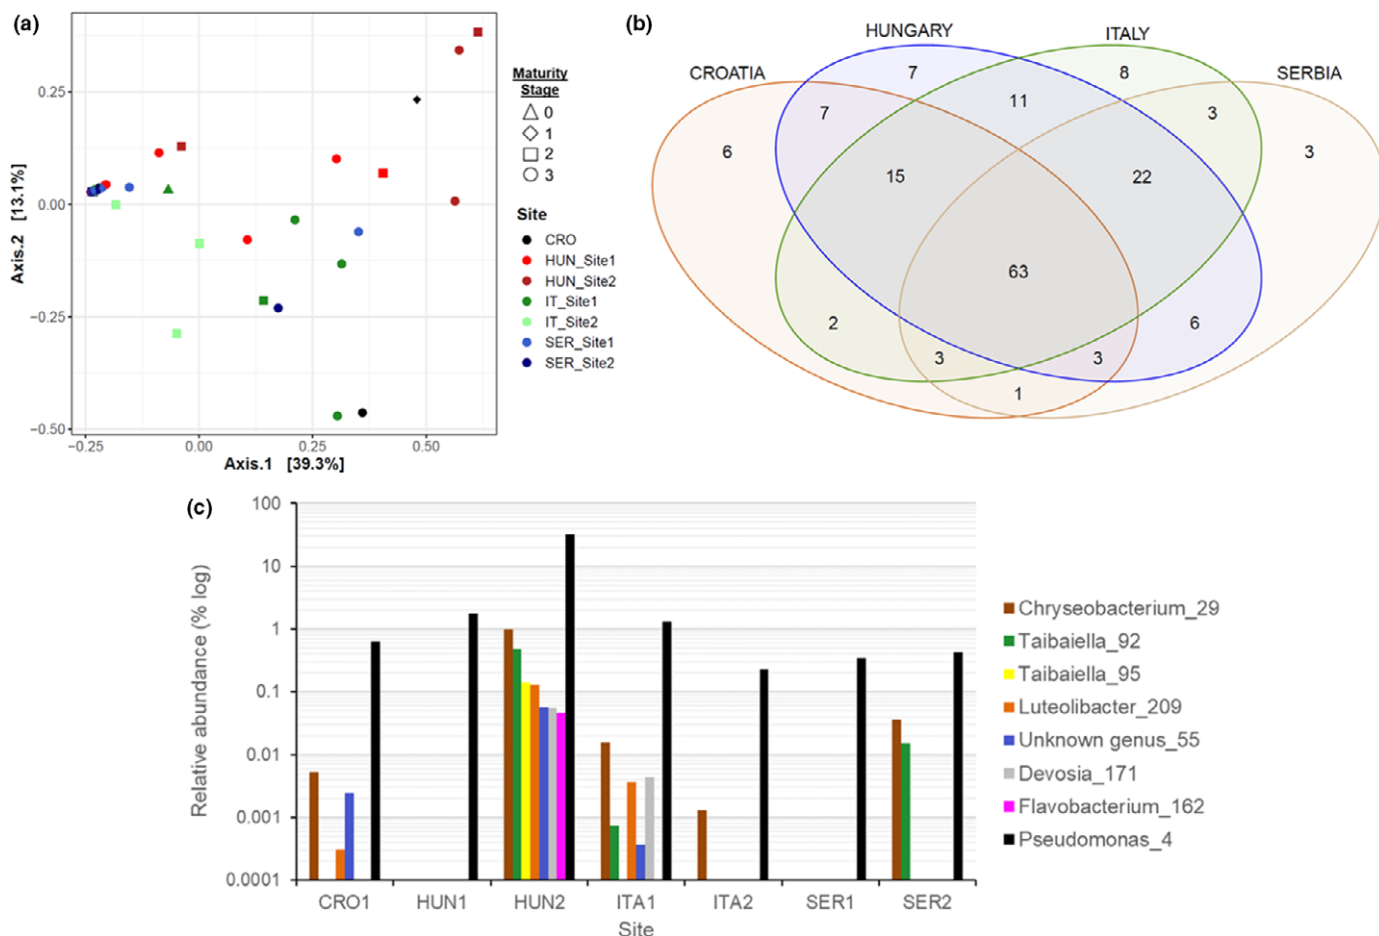 (a)
0.25
0.00
−0.25
−0.50
Axis.2 [13.1%]
−0.25
0.00
0.25
0.50
Axis.1 [39.3%]
Maturity
Stage
0
1
2
3
Site
CRO
HUN_Site1
HUN_Site2
IT_Site1
IT_Site2
SER_Site1
SER_Site2
(b)
HUNGARY
ITALY
CROATIA
SERBIA
7
8
7
11
3
6
3
15
22
63
2
6
3
3
1
(c)
Relative abundance (% log)
100
10
1
0.1
0.01
0.001
0.0001
CRO1
HUN1
HUN2
ITA1
ITA2
SER1
SER2
Site
Chryseobacterium_29
Taibaiella_92
Taibaiella_95
Luteolibacter_209
Unknown genus_55
Devosia_171
Flavobacterium_162
Pseudomonas_4